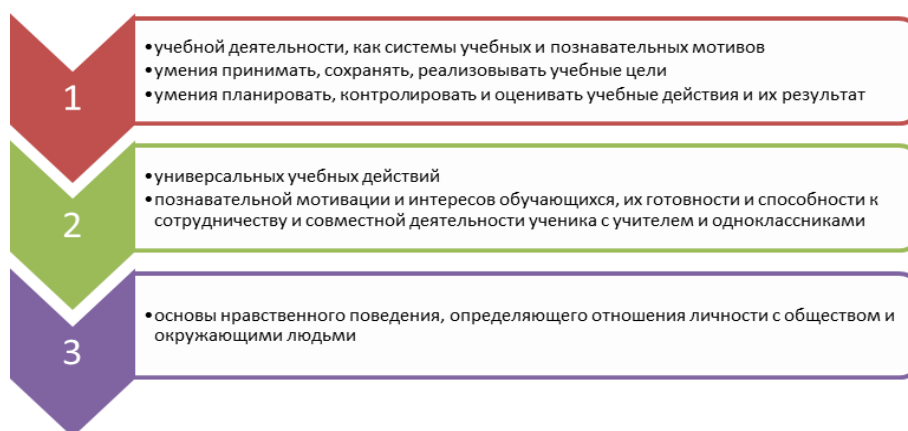 1
•учебной деятельности, как системы учебных и познавательных мотивов
•умения принимать, сохранять, реализовывать учебные цели
•умения планировать, контролировать и оценивать учебные действия и их результат
2
•универсальных учебных действий
•познавательной мотивации и интересов обучающихся, их готовности и способности к
сотрудничеству и совместной деятельности ученика с учителем и одноклассниками
3
•основы нравственного поведения, определяющего отношения личности с обществом и
окружающими людьми